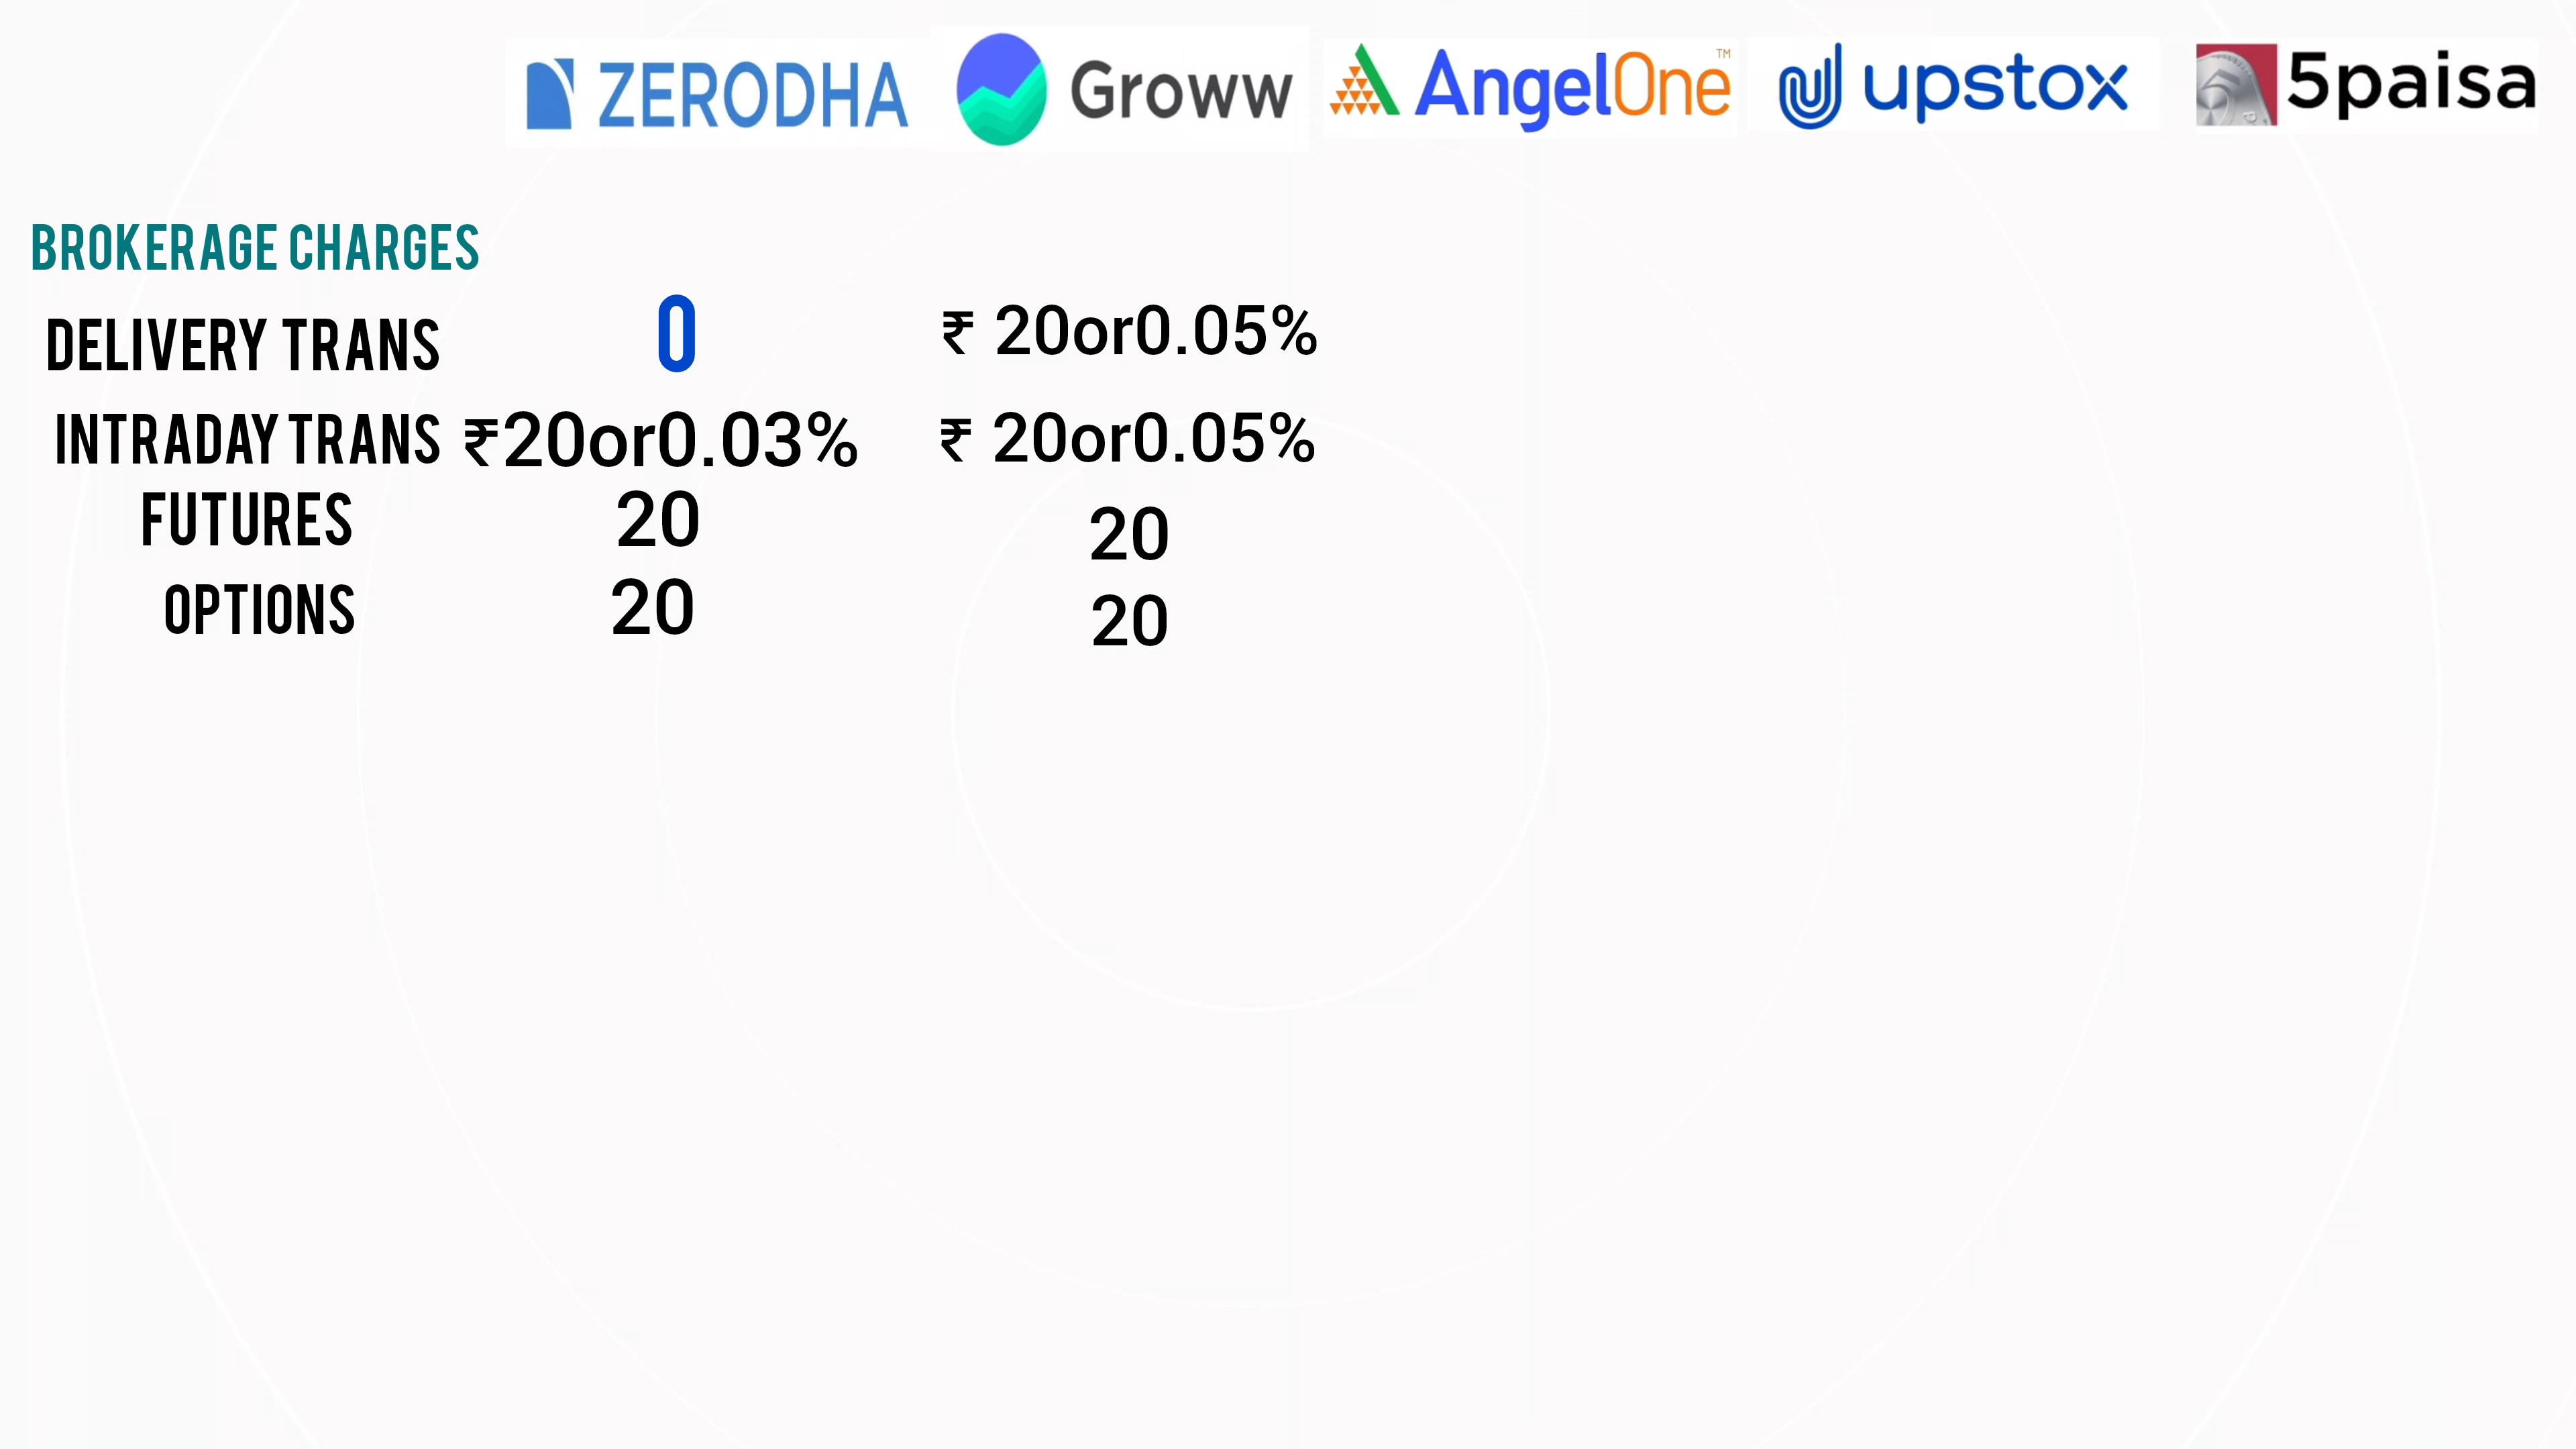 ZERODHA Groww AngelOne™ upstox 5paisa
BROKERAGE CHARGES
DELIVERY TRANS 0 ₹ 20or0.05%
INTRADAY TRANS ₹20or0.03% ₹ 20or0.05%
FUTURES 20 20
OPTIONS 20 20